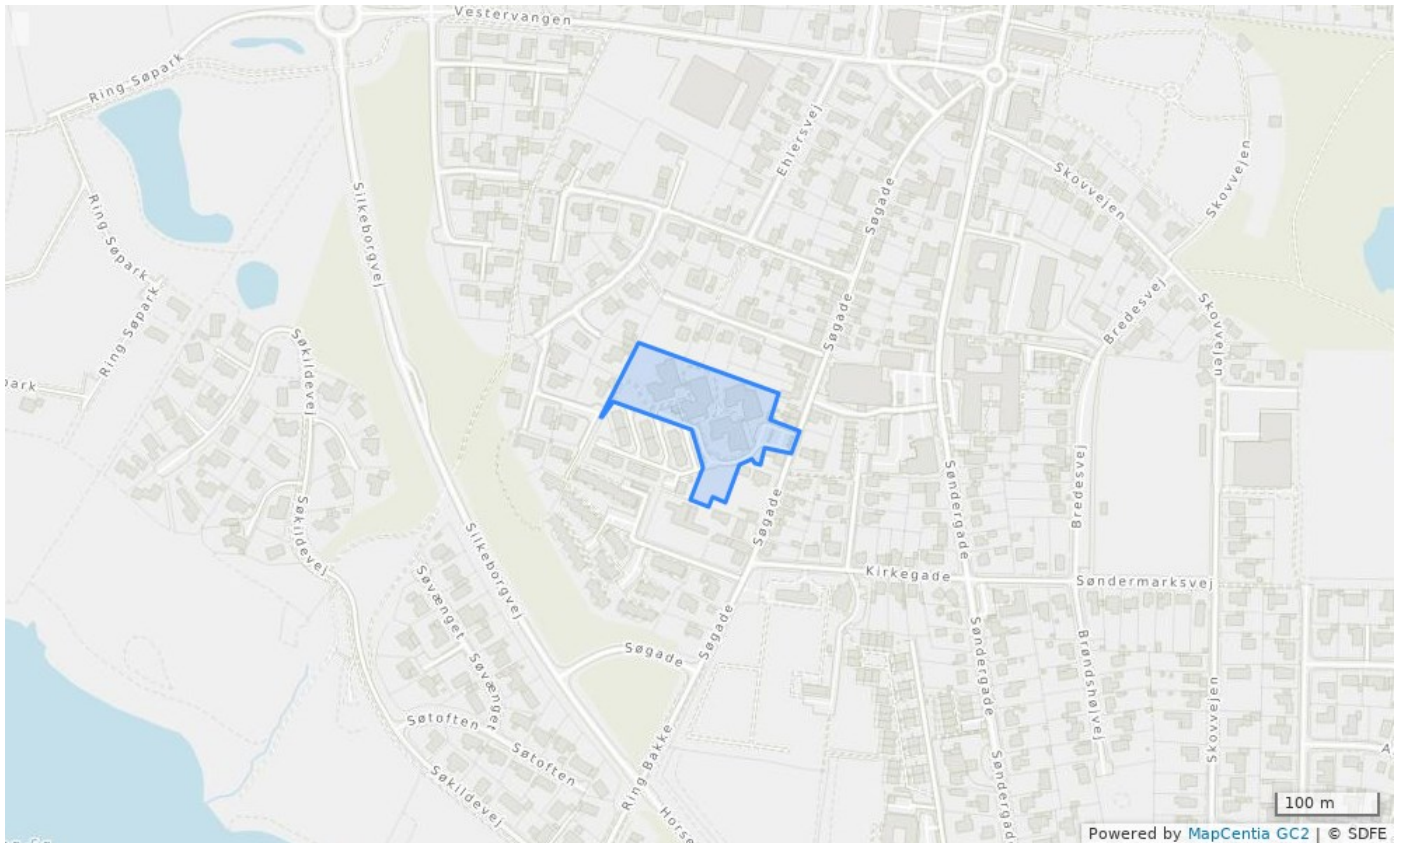 Vestervangen
Ring Søpark
Ehlersvej
Skovvejen
Skovvejen
Søgade
Silkeborgvej
Ring Søpark
Ring Søpark
Søkildevej
Søgade
Bredesvej
Skovvejen
park
Søkildevej
Silkeborgvej
Søgade
Søndergade
Bredesvej
Kirkegade
Søndermarksvej
Søvænget
Søvænget
Søgade
Søgade
Søndergade
Brøndshøjvej
Skovvejen
Søtoften
Søtoften
Søkildevej
Ring Bakke
Søndergade
A
Horse
100 m
Powered by MapCentia GC2 | © SDFE